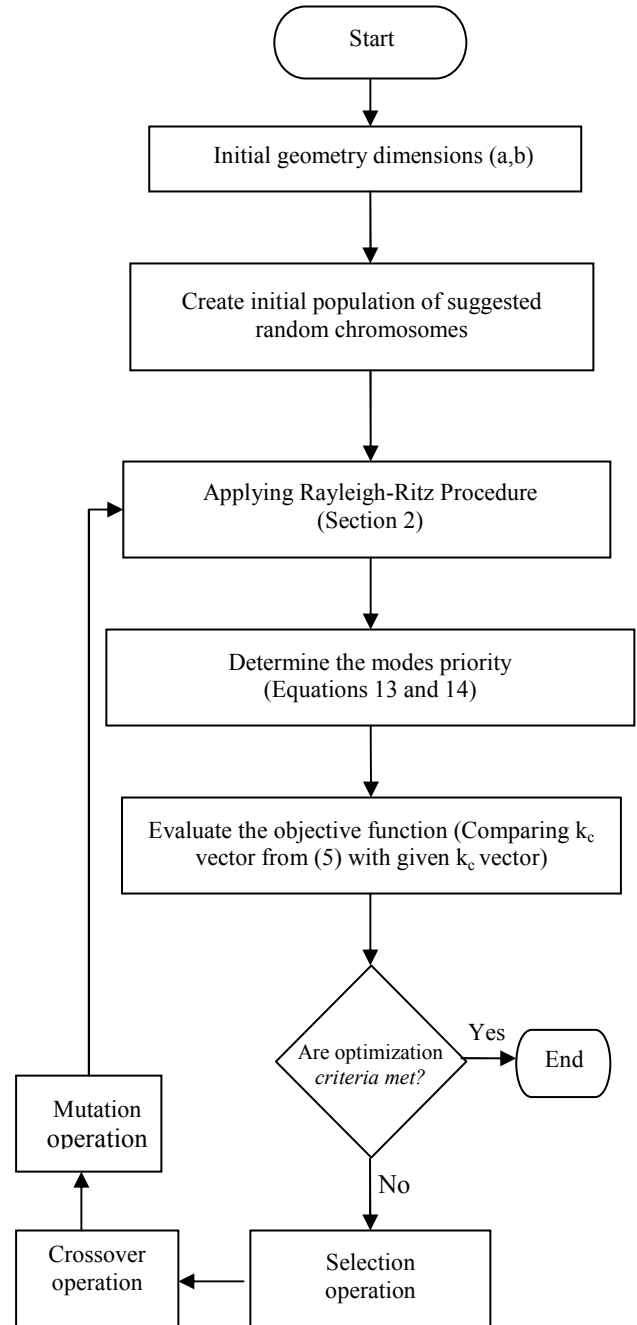 Start
Initial geometry dimensions (a,b)
Create initial population of suggested
random chromosomes
Applying Rayleigh-Ritz Procedure
(Section 2)
Determine the modes priority
(Equations 13 and 14)
Evaluate the objective function (Comparing kc
vector from (5) with given kc vector)
Are optimization
criteria met?
Yes
End
No
Selection
operation
Crossover
operation
Mutation
operation